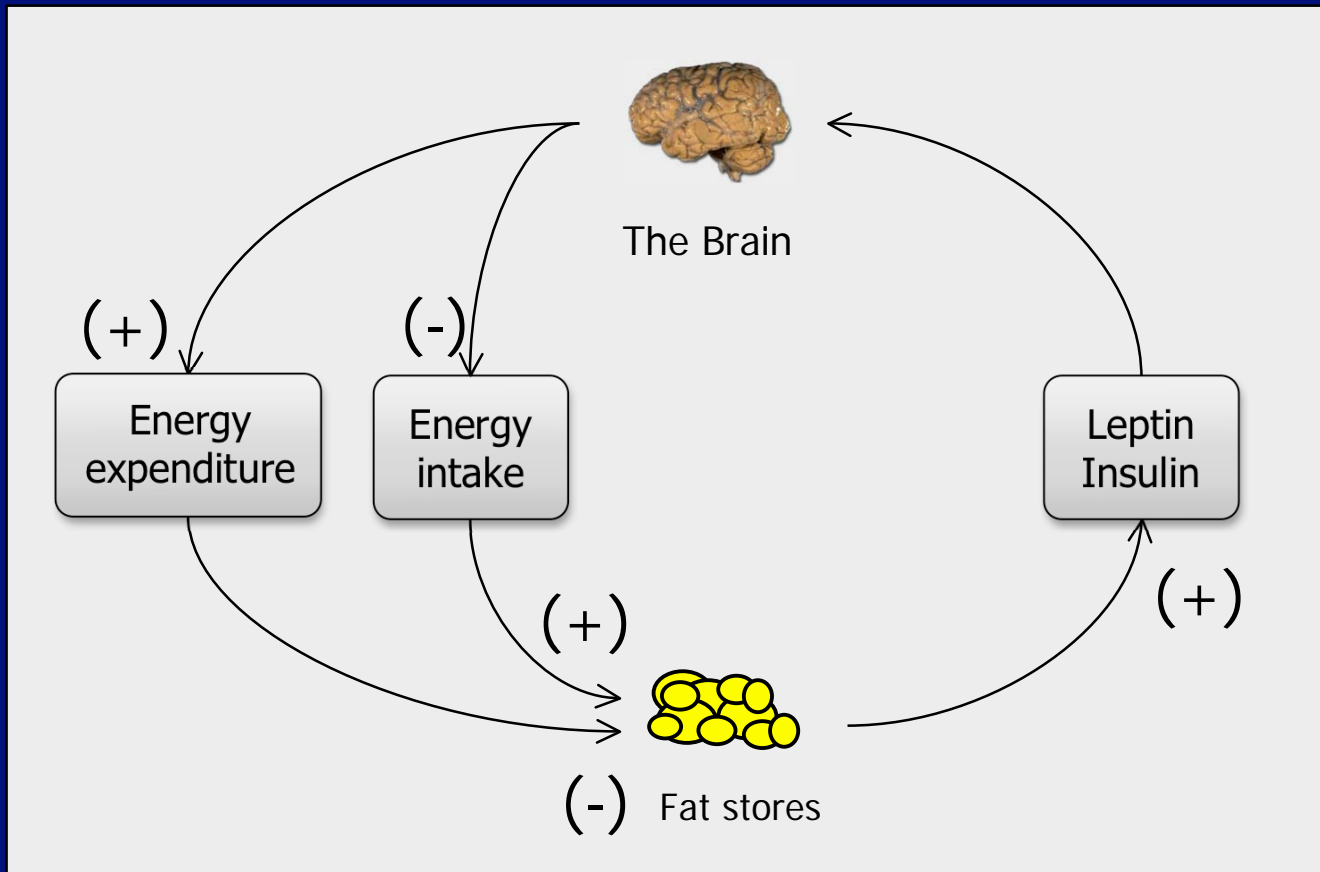 The Brain
(+)
(-)
Energy
expenditure
Energy
intake
Leptin
Insulin
(+)
(+)
(-)
Fat stores